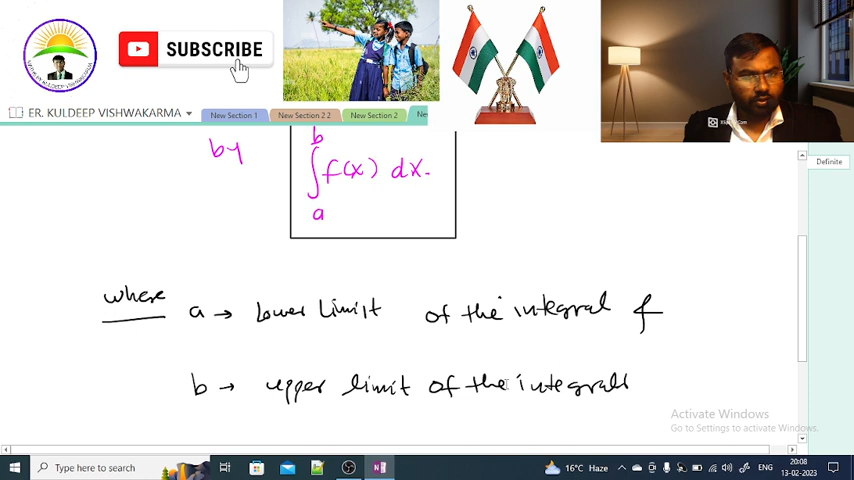 SUBSCRIBE
ER. KULDEEP VISHWAKARMA
New Section 1
New Section 2 2
New Section 2
Definite
by
b
∫ f(x) dx.
a
where a → lower limit of the integral &
b → upper limit of the integrals
Activate Windows
Go to Settings to activate Windows.
Type here to search
16°C Haze
ENG
20:08
13-02-2023